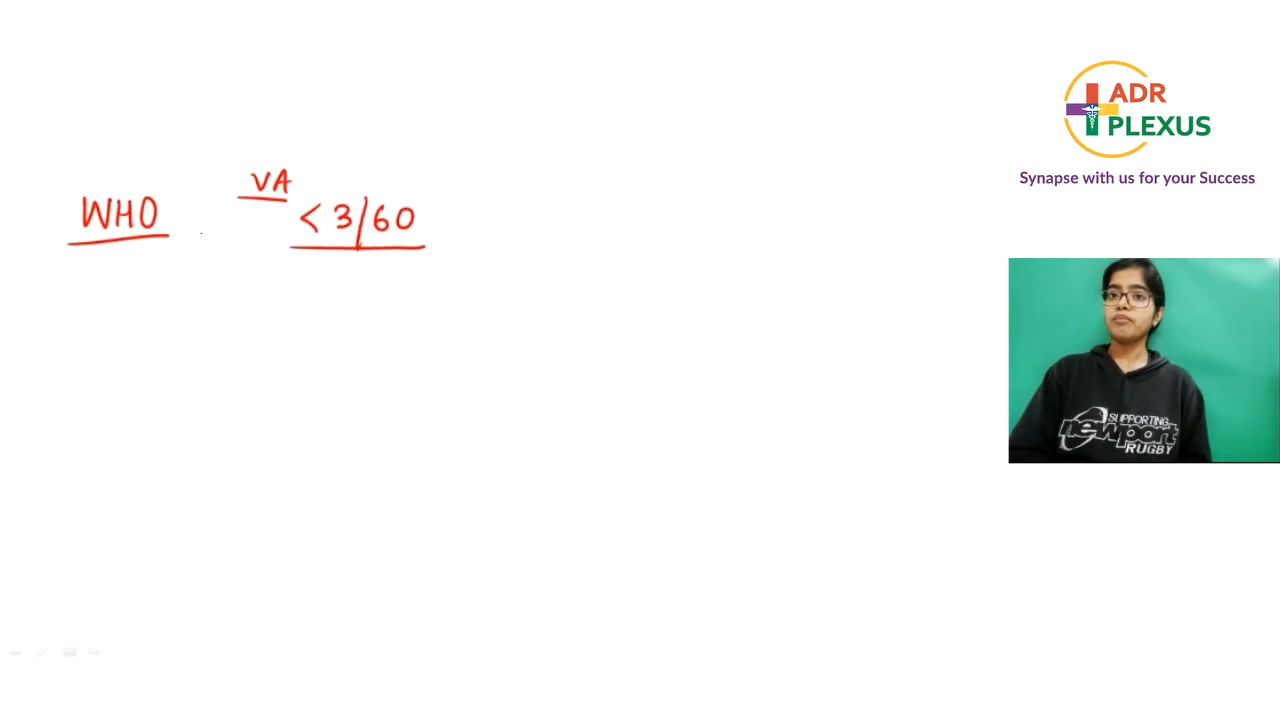 ADR
PLEXUS
Synapse with us for your Success
VA
WHO < 3/60
SUPPORTING
newport
RUGBY